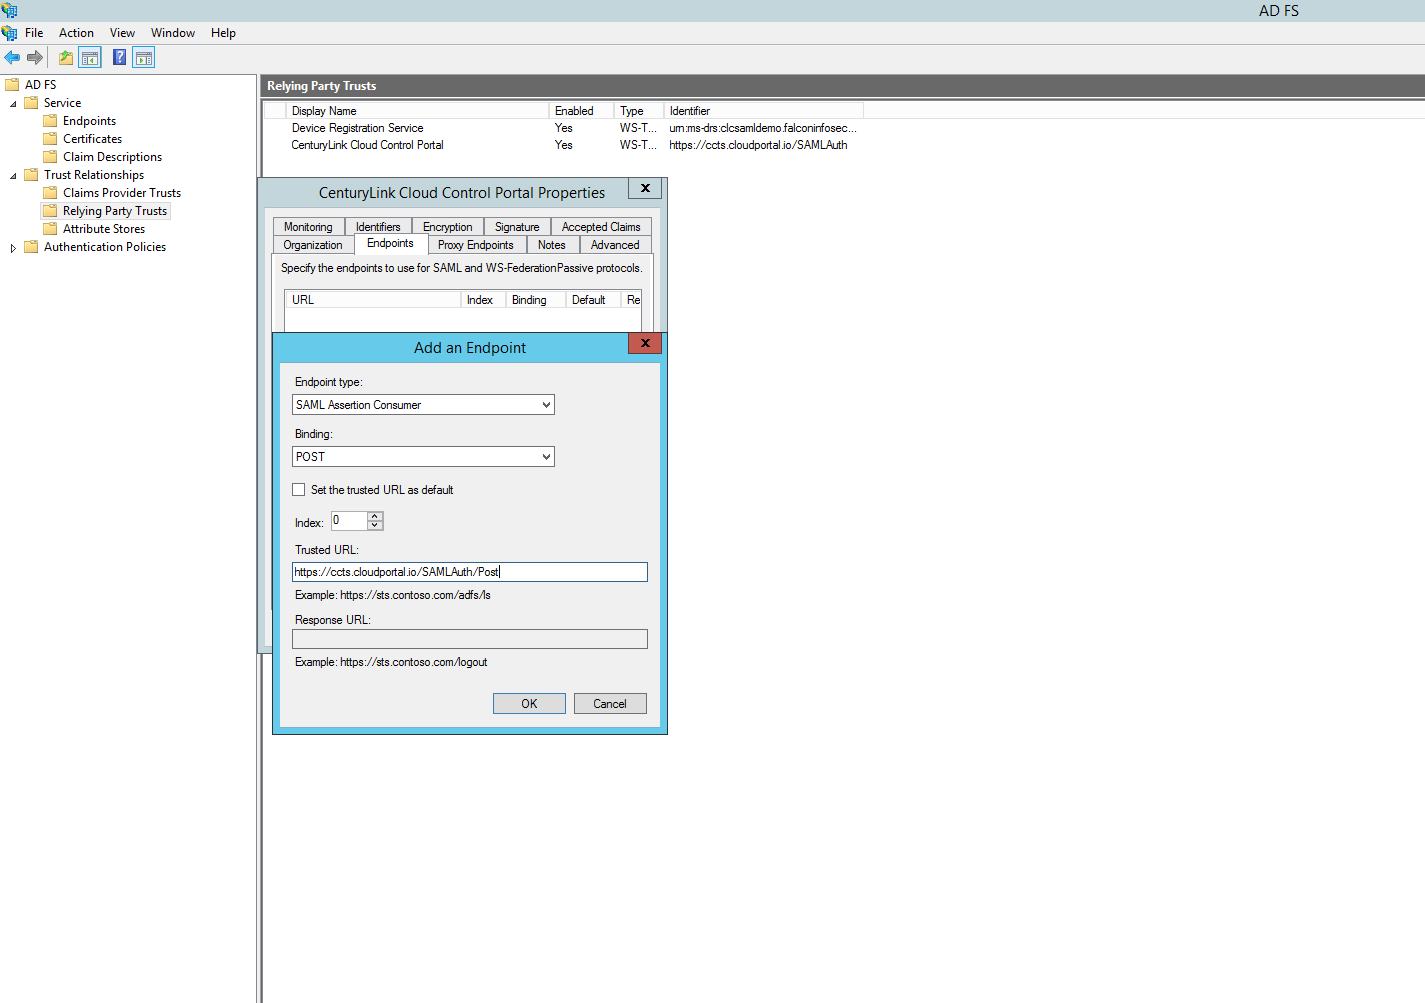 AD FS
File Action View Window Help
AD FS
Service
Endpoints
Certificates
Claim Descriptions
Trust Relationships
Claims Provider Trusts
Relying Party Trusts
Attribute Stores
Authentication Policies
Relying Party Trusts
Display Name Enabled Type Identifier
Device Registration Service Yes WS-T... urn:ms-drs:clcsamldemo.falconinfosec...
CenturyLink Cloud Control Portal Yes WS-T... https://ccts.cloudportal.io/SAMLAuth
CenturyLink Cloud Control Portal Properties X
Monitoring Identifiers Encryption Signature Accepted Claims
Organization Endpoints Proxy Endpoints Notes Advanced
Specify the endpoints to use for SAML and WS-FederationPassive protocols.
URL Index Binding Default Re
Add an Endpoint X
Endpoint type:
SAML Assertion Consumer
Binding:
POST
Set the trusted URL as default
Index: 0
Trusted URL:
https://ccts.cloudportal.io/SAMLAuth/Post
Example: https://sts.contoso.com/adfs/ls
Response URL:
Example: https://sts.contoso.com/logout
OK Cancel